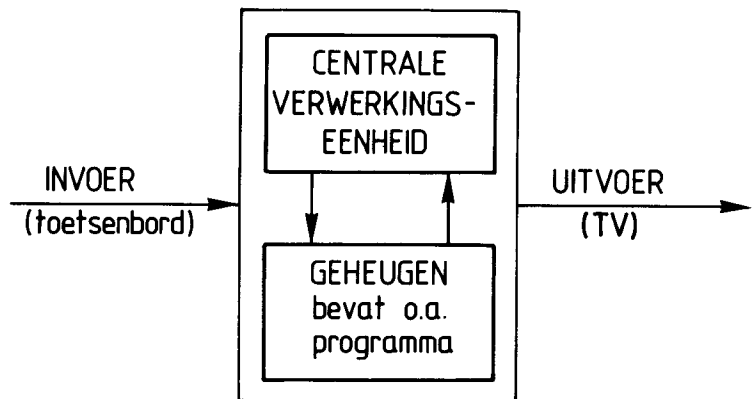 CENTRALE
VERWERKINGS-
EENHEID
INVOER
(toetsenbord)
UITVOER
(TV)
GEHEUGEN
bevat o.a.
programma